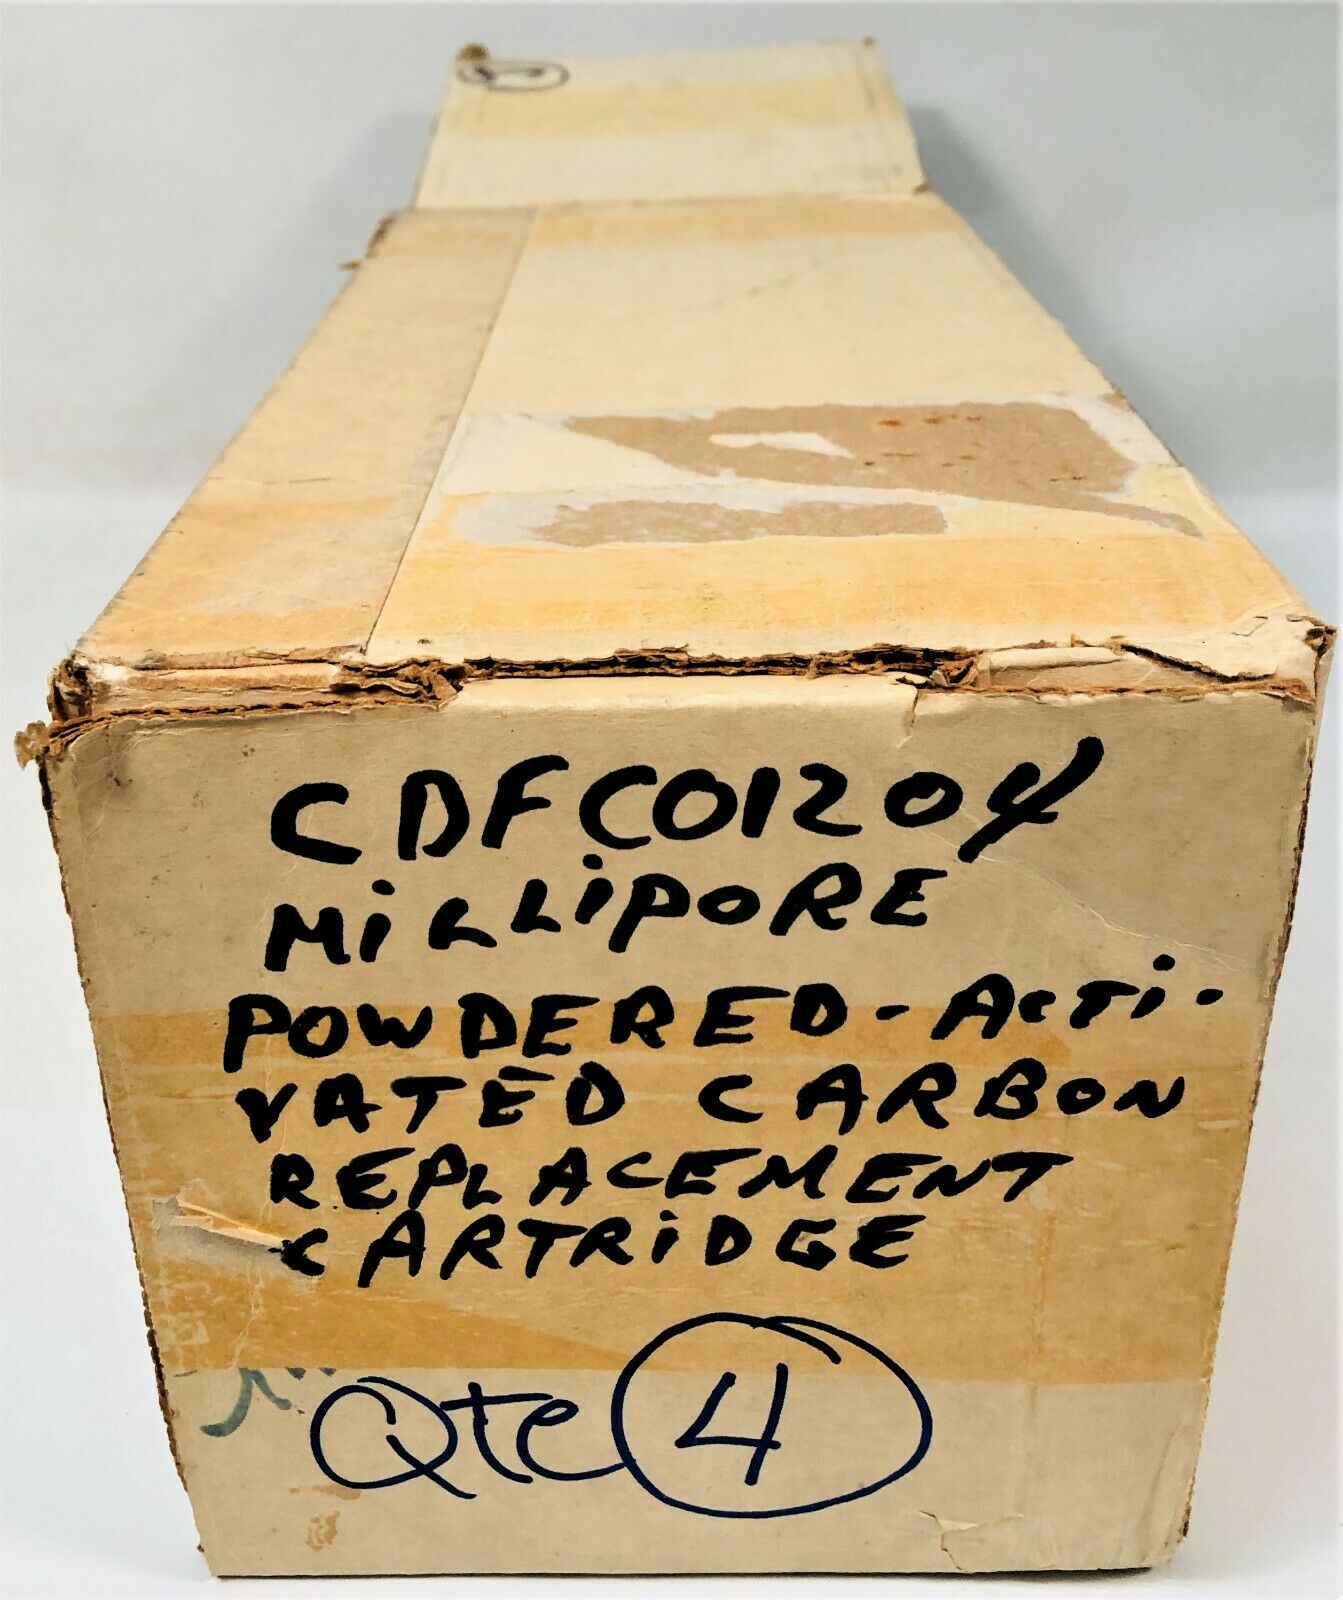 CDFC01204
MiLLiPORE
POWDERED-ACTi-
VATED CARBON
REPLACEMENT
CARTRiDGE
Qte 4